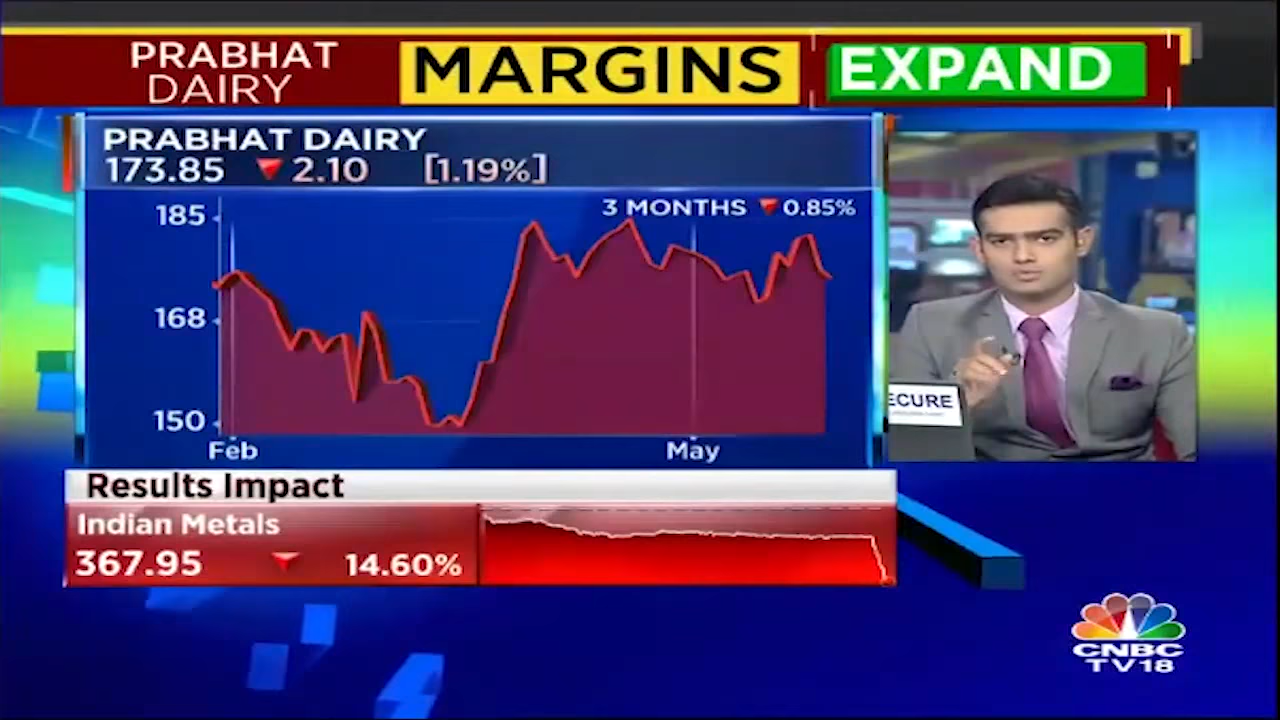 PRABHAT
DAIRY
MARGINS
EXPAND
PRABHAT DAIRY
173.85 ▼ 2.10 [1.19%]
3 MONTHS ▼ 0.85%
185
168
150
Feb May
ECURE
Results Impact
Indian Metals
367.95 ▼ 14.60%
CNBC
TV18